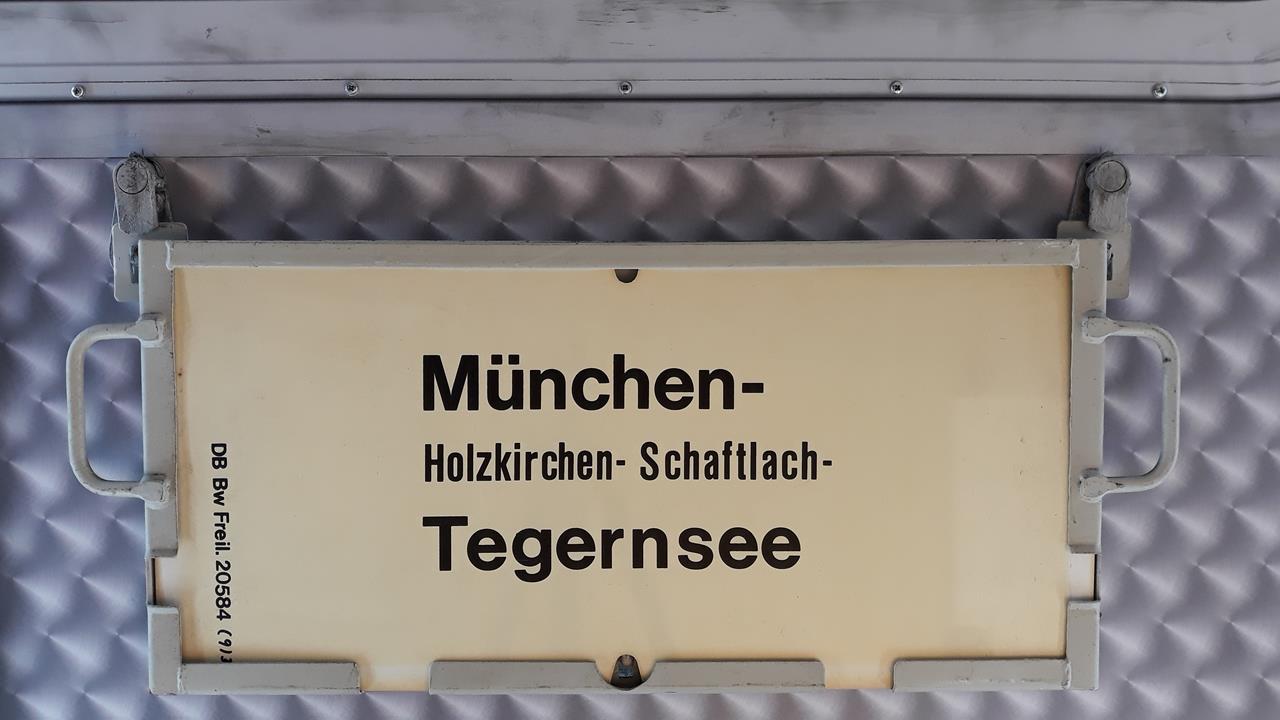 München-
Holzkirchen- Schaftlach-
Tegernsee
DB Bw Freil. 20584